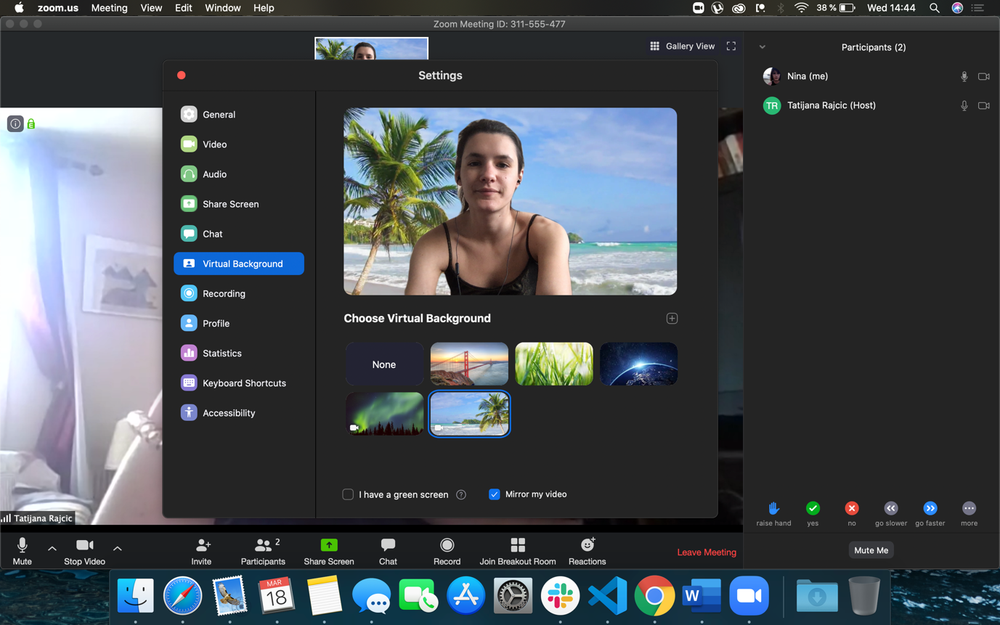 zoom.us Meeting View Edit Window Help 38 % Wed 14:44
Zoom Meeting ID: 311-555-477
Gallery View
Participants (2)
Nina (me)
TR Tatijana Rajcic (Host)
Settings
General
Video
Audio
Share Screen
Chat
Virtual Background
Recording
Profile
Statistics
Keyboard Shortcuts
Accessibility
Choose Virtual Background
None
I have a green screen ? Mirror my video
Tatijana Rajcic
raise hand yes no go slower go faster more
Mute Me
Mute Stop Video Invite Participants 2 Share Screen Chat Record Join Breakout Room Reactions Leave Meeting
MAR
18
W